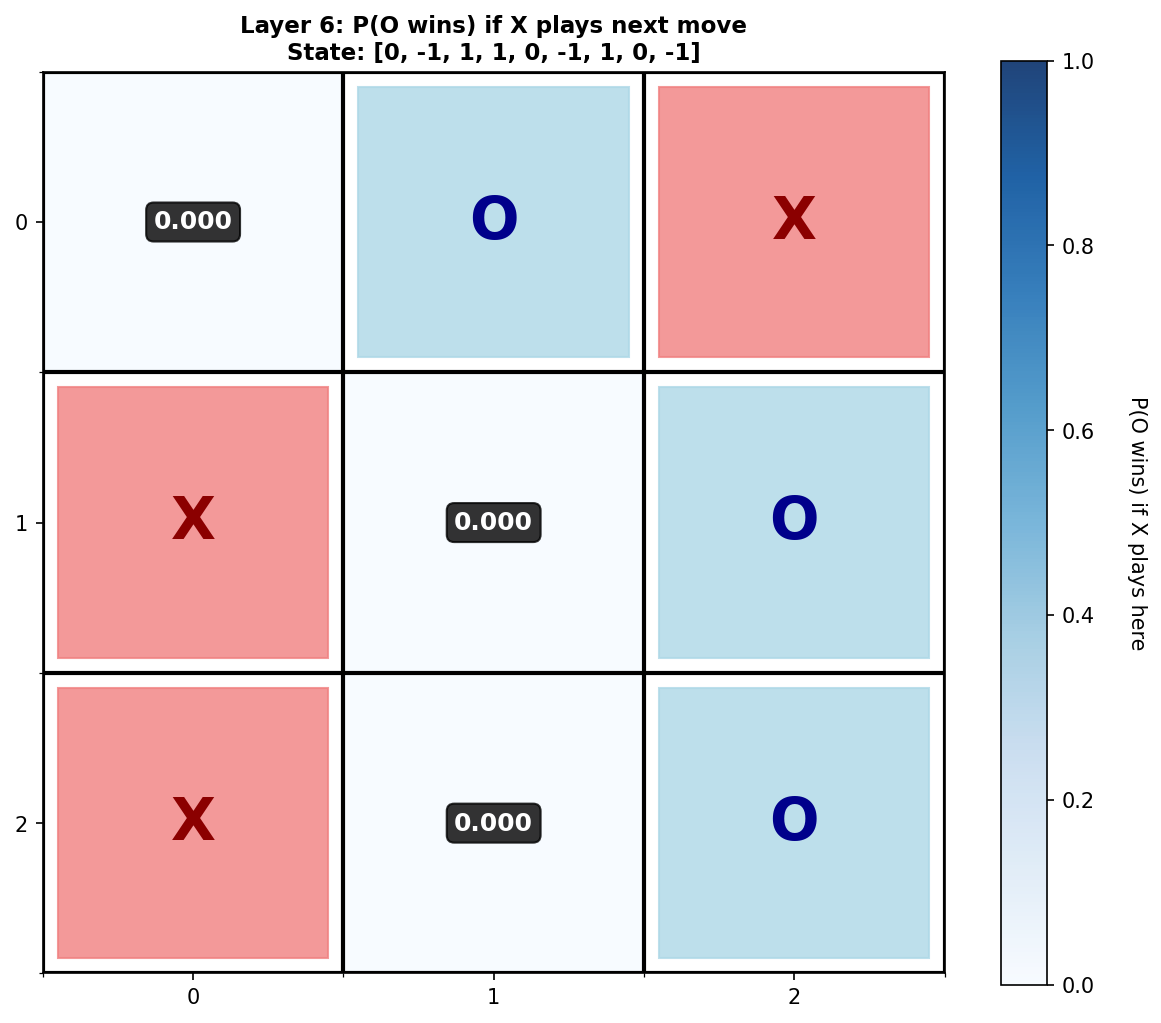 Layer 6: P(O wins) if X plays next move
State: [0, -1, 1, 1, 0, -1, 1, 0, -1]
0
0.000
O
X
1
X
0.000
O
2
X
0.000
O
0
1
2
1.0
0.8
0.6
0.4
0.2
0.0
P(O wins) if X plays here